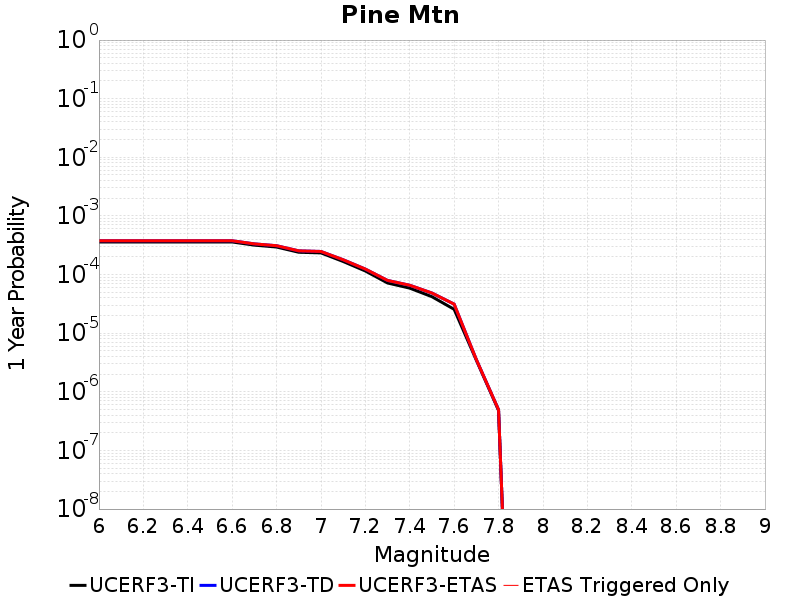 Pine Mtn
10^0
10^-1
10^-2
10^-3
10^-4
10^-5
10^-6
10^-7
10^-8
1 Year Probability
6 6.2 6.4 6.6 6.8 7 7.2 7.4 7.6 7.8 8 8.2 8.4 8.6 8.8 9
Magnitude
UCERF3-TI UCERF3-TD UCERF3-ETAS ETAS Triggered Only